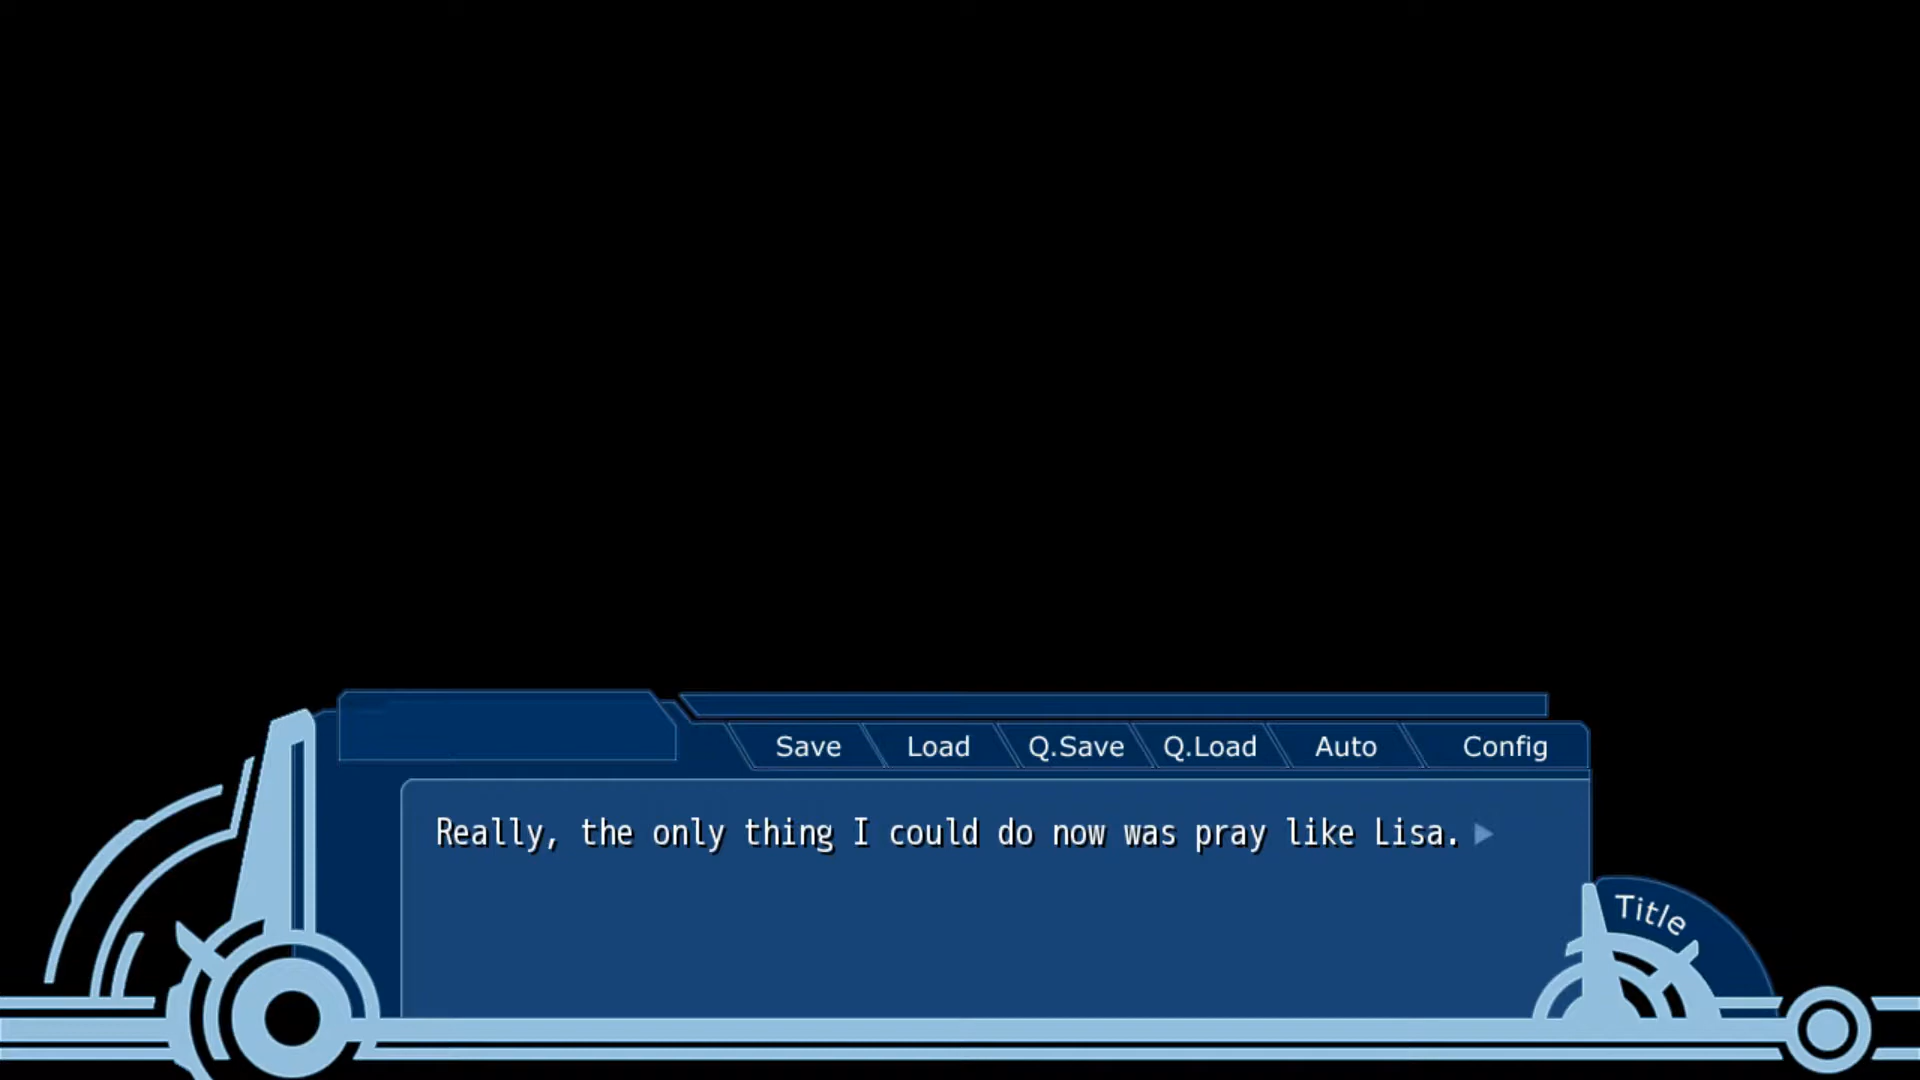 Save Load Q.Save Q.Load Auto Config
Really, the only thing I could do now was pray like Lisa.
Title